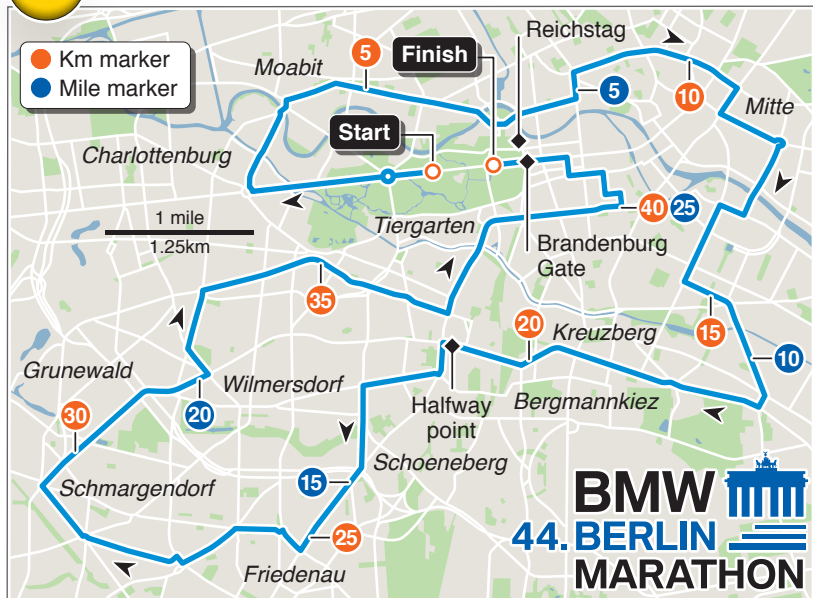 Km marker
Mile marker
Reichstag
5
Finish
Moabit
5
10
Mitte
Start
Charlottenburg
1 mile
1.25km
Tiergarten
40
25
Brandenburg
Gate
35
20
Kreuzberg
15
10
Grunewald
Wilmersdorf
20
30
Halfway
point
Bergmannkiez
Schmargendorf
15
Schoeneberg
25
Friedenau
BMW
44. BERLIN
MARATHON